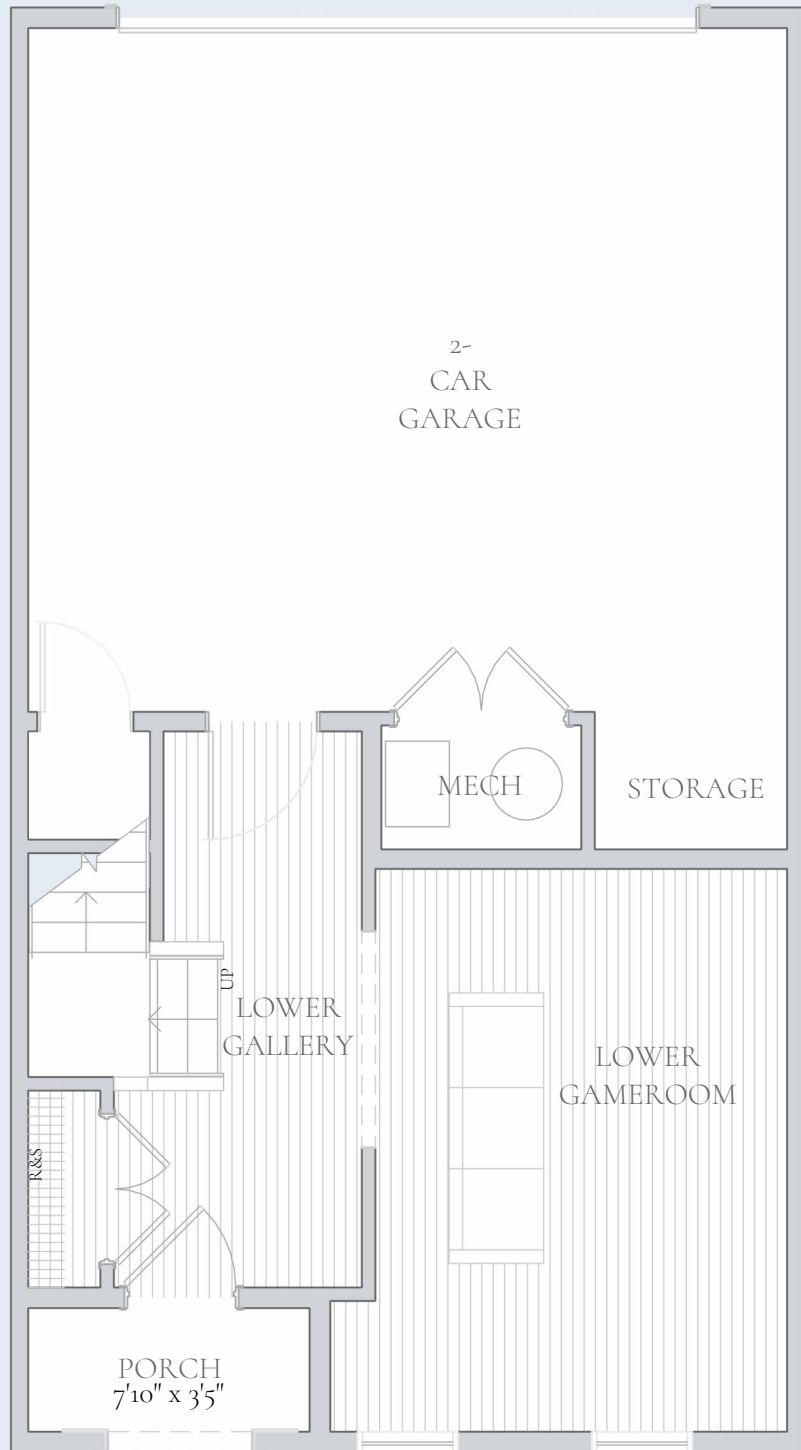 2-
CAR
GARAGE
MECH
STORAGE
UP
LOWER
GALLERY
LOWER
GAMEROOM
R&S
PORCH
7'10" x 3'5"